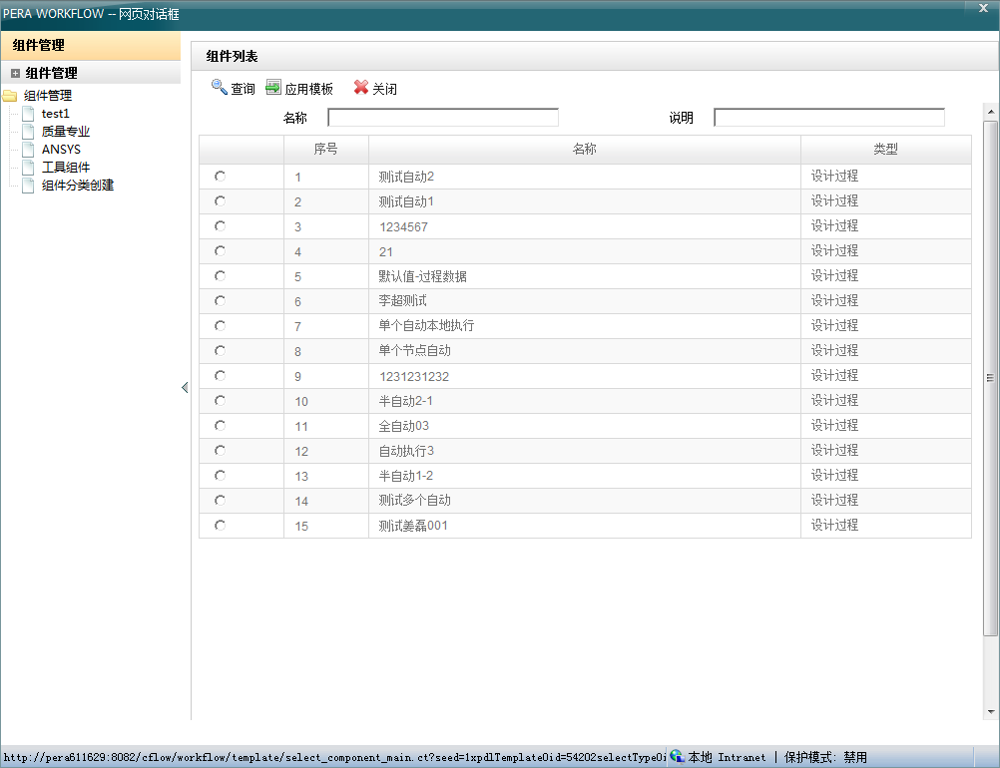 PERA WORKFLOW -- 网页对话框
组件管理
组件管理
组件管理
test1
质量专业
ANSYS
工具组件
组件分类创建
组件列表
查询 应用模板 关闭
名称 说明
序号 名称 类型
1 测试自动2 设计过程
2 测试自动1 设计过程
3 1234567 设计过程
4 21 设计过程
5 默认值-过程数据 设计过程
6 李超测试 设计过程
7 单个自动本地执行 设计过程
8 单个节点自动 设计过程
9 1231231232 设计过程
10 半自动2-1 设计过程
11 全自动03 设计过程
12 自动执行3 设计过程
13 半自动1-2 设计过程
14 测试多个自动 设计过程
15 测试姜磊001 设计过程
http://pera611629:8082/cflow/workflow/template/select_component_main.ct?seed=1xpdlTemplateOid=54202selectTypeOi 本地 Intranet | 保护模式: 禁用